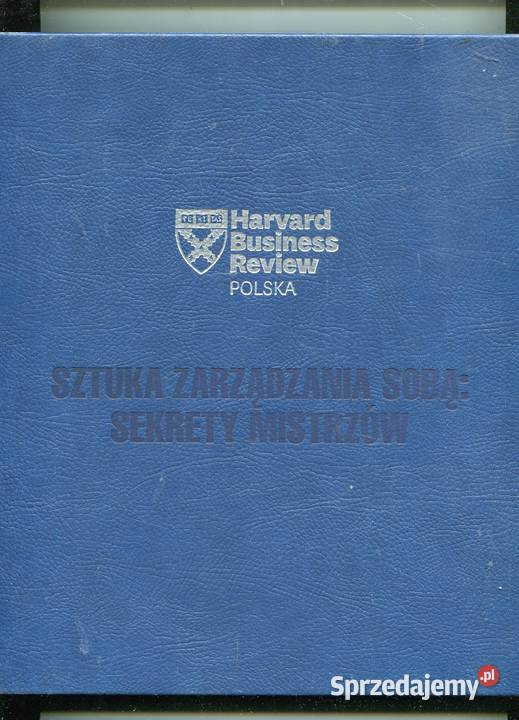 Harvard
Business
Review
POLSKA
SZTUKA ZARZĄDZANIA SOBĄ:
SEKRETY MISTRZÓW
Sprzedajemy.pl